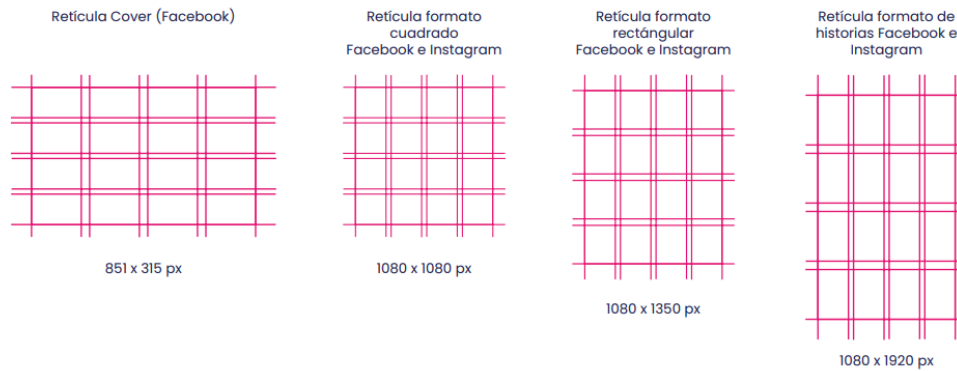 Retícula Cover (Facebook)
851 x 315 px
Retícula formato
cuadrado
Facebook e Instagram
1080 x 1080 px
Retícula formato
rectángular
Facebook e Instagram
1080 x 1350 px
Retícula formato de
historias Facebook e
Instagram
1080 x 1920 px